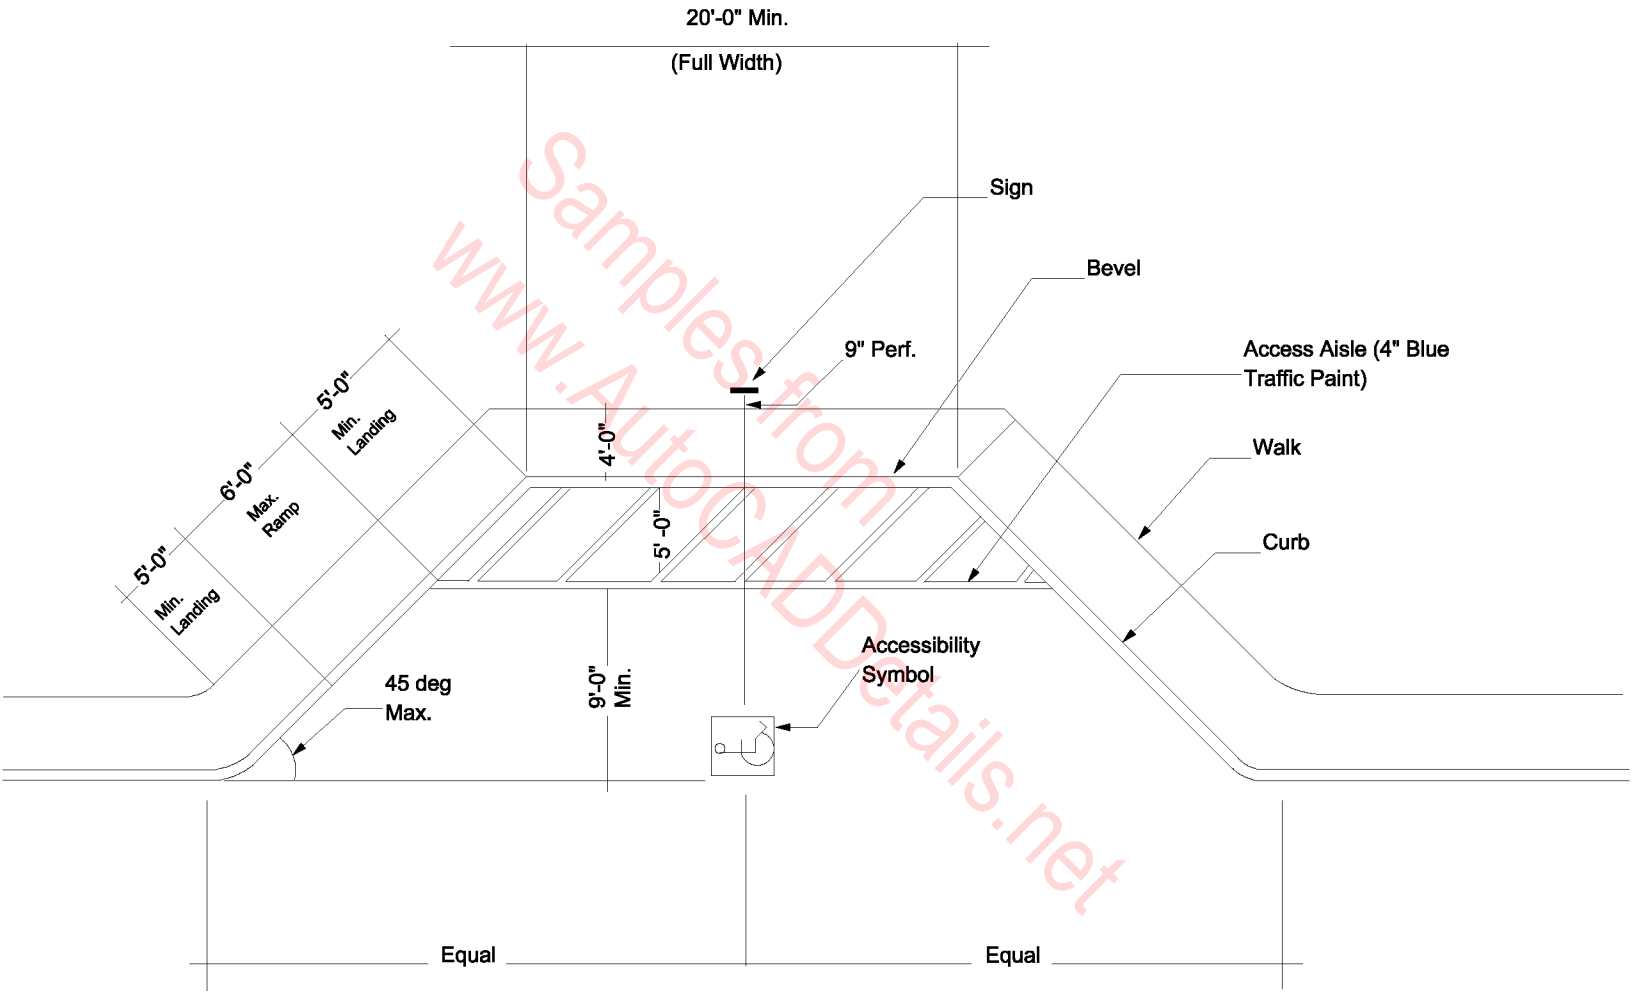 20'-0" Min.
(Full Width)
Sign
Bevel
9" Perf.
Access Aisle (4" Blue
Traffic Paint)
5'-0"
Min.
Landing
4'-0"
Walk
6'-0"
Max.
Ramp
5' -0"
Curb
5'-0"
Min.
Landing
Accessibility
Symbol
9'-0"
Min.
45 deg
Max.
Equal
Equal
Samples from
www.AutoCADDetails.net